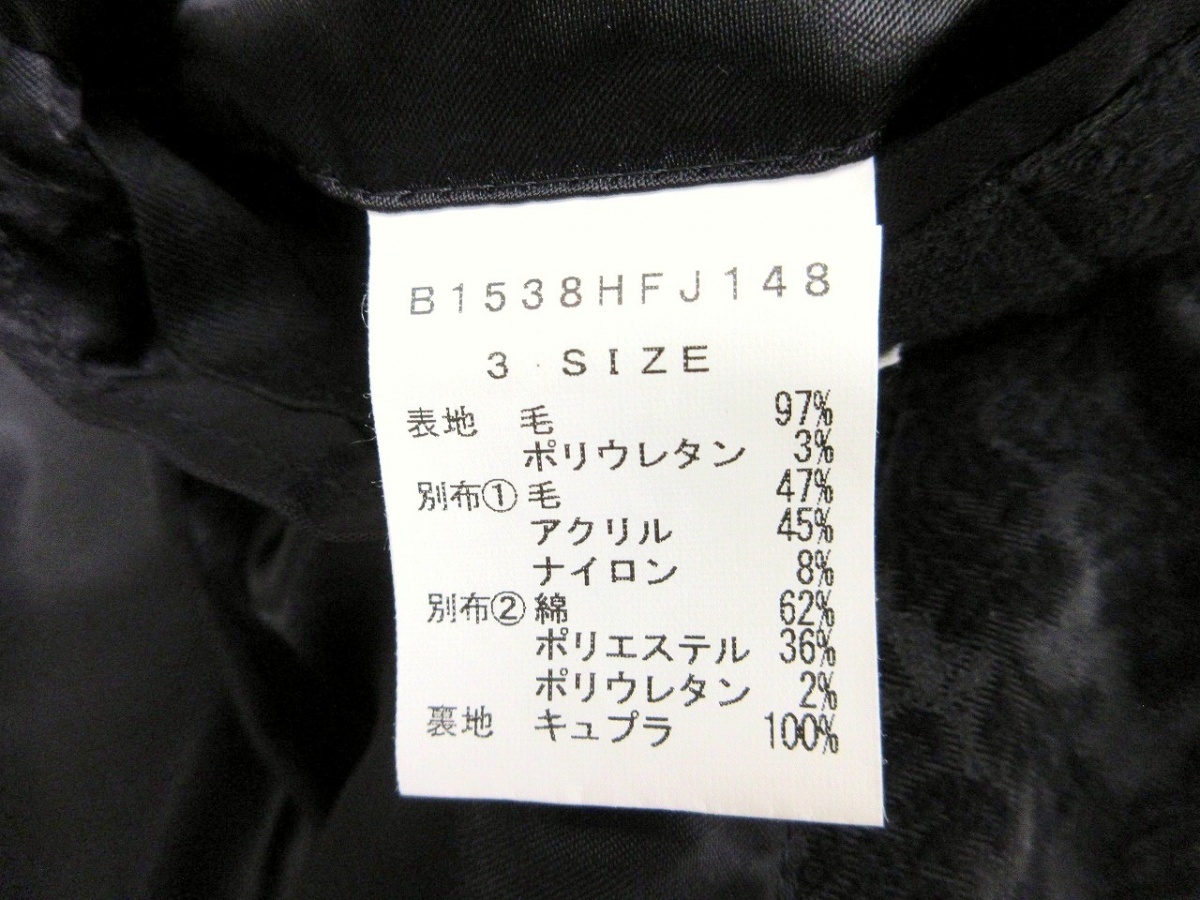 B1538HFJ148
3 SIZE
表地 毛 97%
ポリウレタン 3%
別布① 毛 47%
アクリル 45%
ナイロン 8%
別布② 綿 62%
ポリエステル 36%
ポリウレタン 2%
裏地 キュプラ 100%